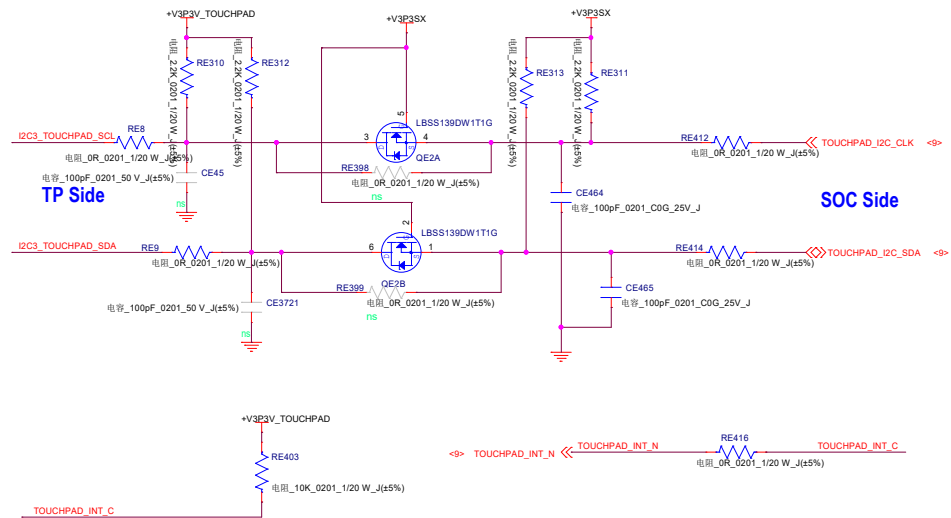 +V3P3V_TOUCHPAD
+V3P3SX
+V3P3SX
RE310
电阻_2.2K_0201_1/20 W_J(±5%)
RE312
电阻_2.2K_0201_1/20 W_J(±5%)
RE313
电阻_2.2K_0201_1/20 W_J(±5%)
RE311
电阻_2.2K_0201_1/20 W_J(±5%)
I2C3_TOUCHPAD_SCL
RE8
电阻_0R_0201_1/20 W_J(±5%)
5
LBSS139DW1T1G
3
4
G
D
S
QE2A
RE398
电阻_0R_0201_1/20 W_J(±5%)
ns
RE412
电阻_0R_0201_1/20 W_J(±5%)
TOUCHPAD_I2C_CLK
<9>
CE45
电容_100pF_0201_50 V_J(±5%)
ns
TP Side
CE464
电容_100pF_0201_C0G_25V_J
SOC Side
2
LBSS139DW1T1G
I2C3_TOUCHPAD_SDA
RE9
电阻_0R_0201_1/20 W_J(±5%)
6
1
G
D
S
QE2B
RE399
电阻_0R_0201_1/20 W_J(±5%)
ns
RE414
电阻_0R_0201_1/20 W_J(±5%)
TOUCHPAD_I2C_SDA
<9>
CE3721
电容_100pF_0201_50 V_J(±5%)
ns
CE465
电容_100pF_0201_C0G_25V_J
+V3P3V_TOUCHPAD
RE403
电阻_10K_0201_1/20 W_J(±5%)
TOUCHPAD_INT_C
<9>
TOUCHPAD_INT_N
TOUCHPAD_INT_N
RE416
电阻_0R_0201_1/20 W_J(±5%)
TOUCHPAD_INT_C